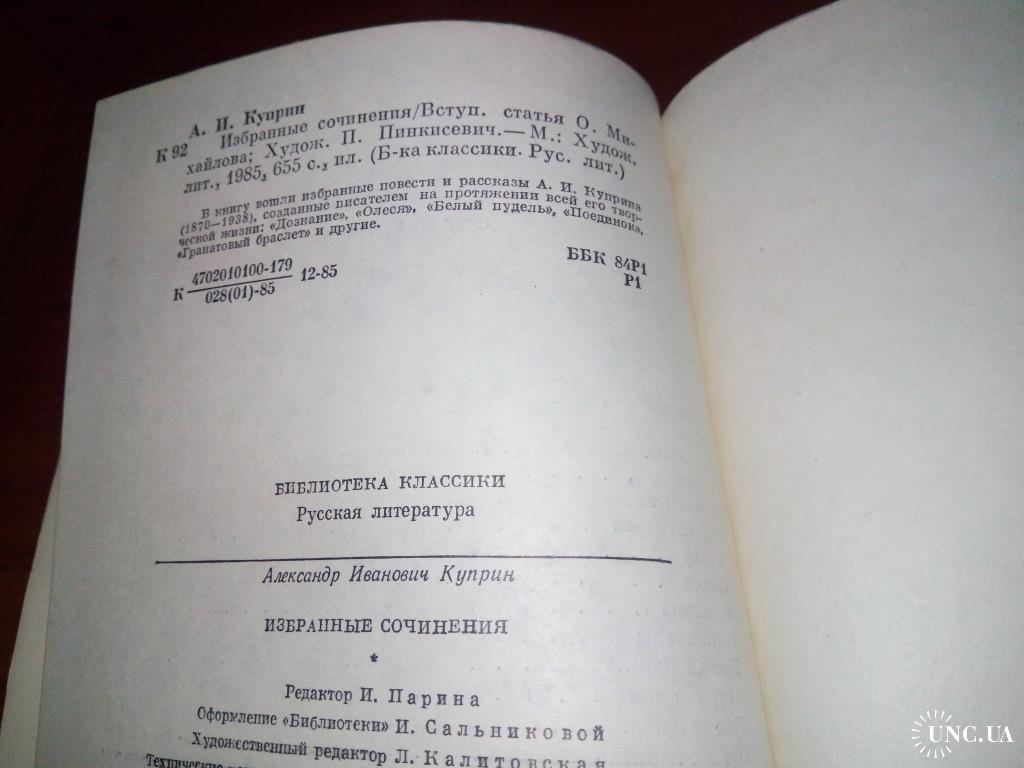 А. И. Куприн
К 92 Избранные сочинения/Вступ. статья О. Ми-
хайлова; Худож. П. Пинкисевич.— М.: Худож.
лит., 1985, 655 с., ил. (Б-ка классики. Рус. лит.)
В книгу вошли избранные повести и рассказы А. И. Куприна
(1870—1938), созданные писателем на протяжении всей его твор-
ческой жизни: «Дознание», «Олеся», «Белый пудель», «Поединок»,
«Гранатовый браслет» и другие.
К 4702010100-179 12-85
028(01)-85
ББК 84Р1
Р1
БИБЛИОТЕКА КЛАССИКИ
Русская литература
Александр Иванович Куприн
ИЗБРАННЫЕ СОЧИНЕНИЯ
*
Редактор И. Парина
Оформление «Библиотеки» И. Сальниковой
Художественный редактор Л. Калитовская
UNC.UA